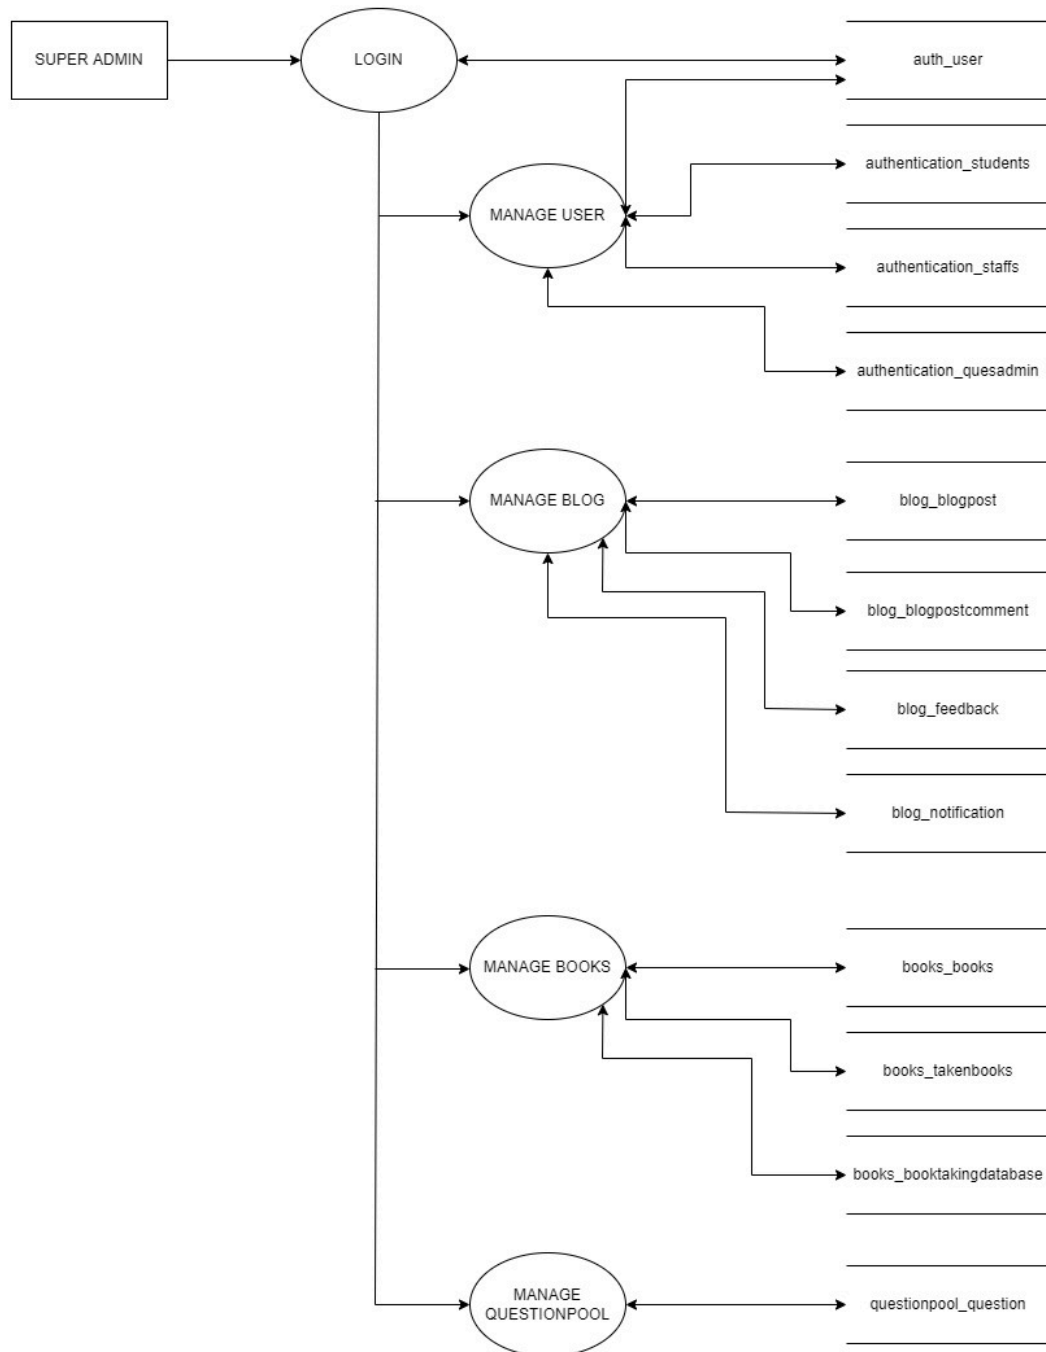 SUPER ADMIN
LOGIN
auth_user
authentication_students
MANAGE USER
authentication_staffs
authentication_quesadmin
MANAGE BLOG
blog_blogpost
blog_blogpostcomment
blog_feedback
blog_notification
MANAGE BOOKS
books_books
books_takenbooks
books_booktakingdatabase
MANAGE
QUESTIONPOOL
questionpool_question